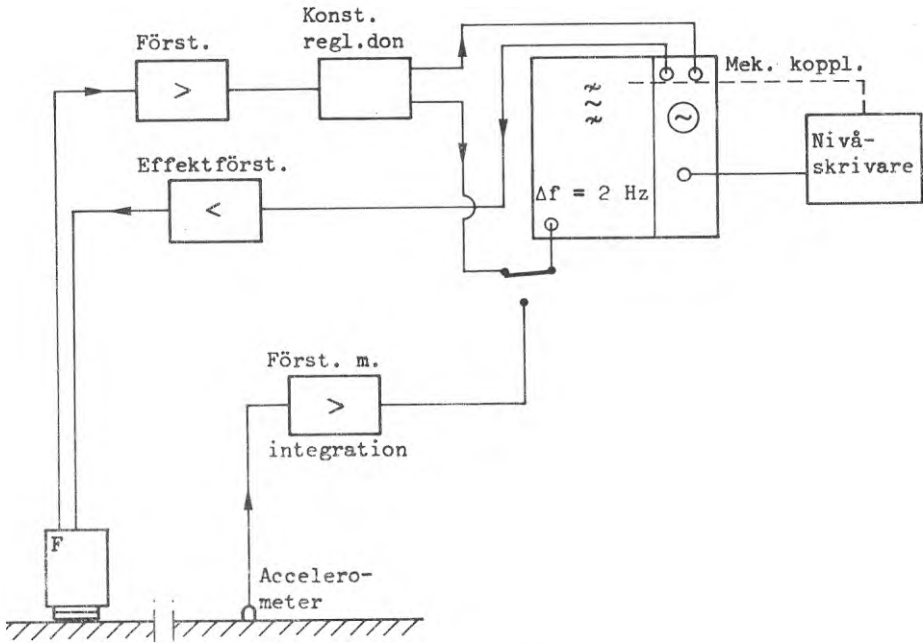 Konst.
regl.don
Först.
>
Mek. koppl.
~
Nivå-
skrivare
Effektförst.
<
Δf = 2 Hz
Först. m.
>
integration
F
Accelero-
meter